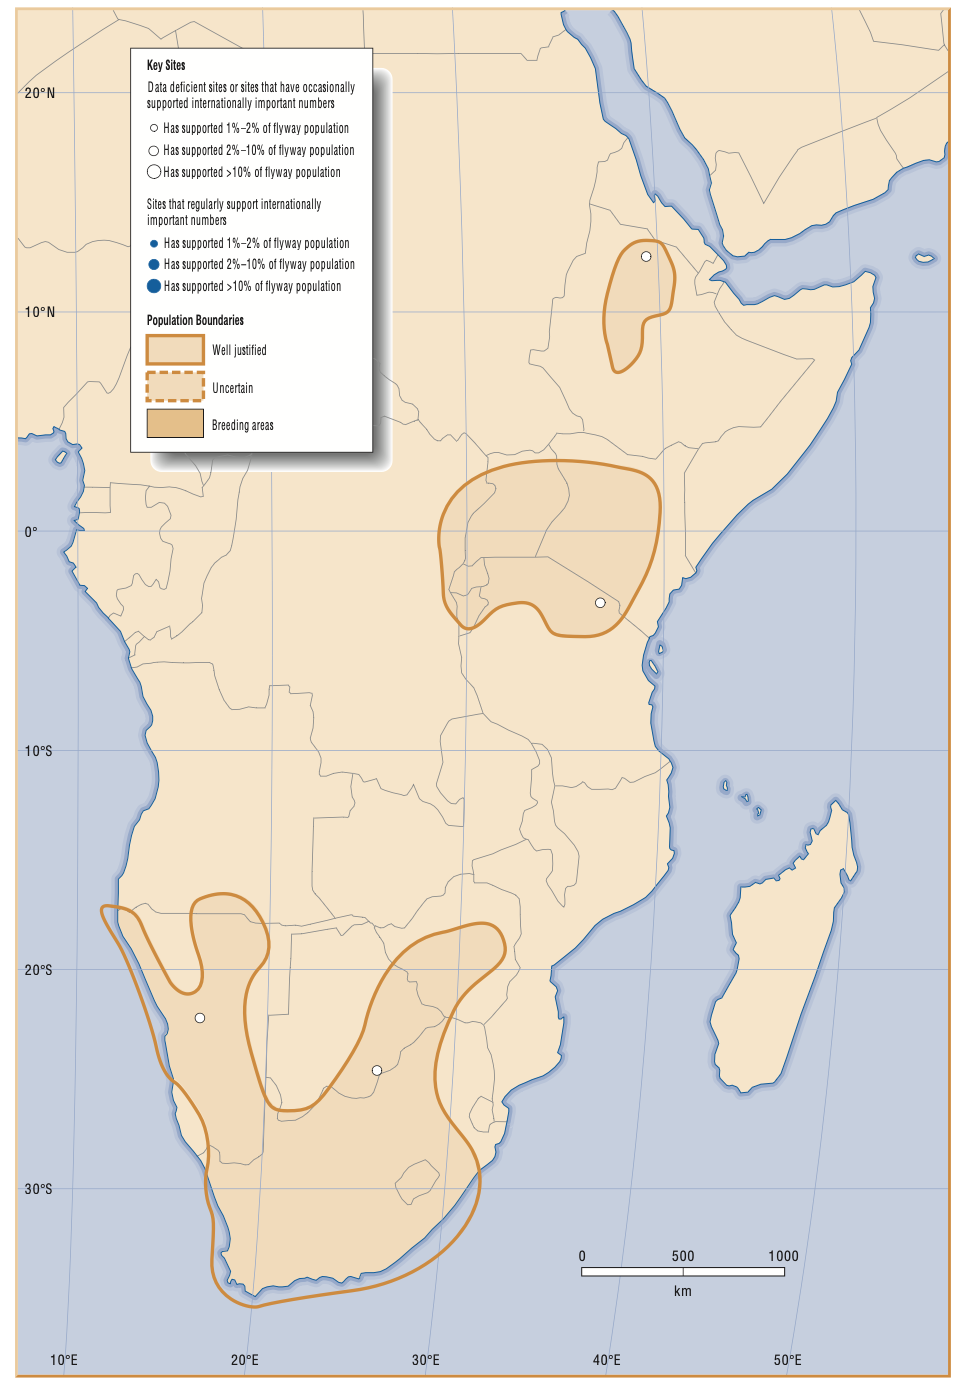 Key Sites
Data deficient sites or sites that have occasionally
supported internationally important numbers
Has supported 1%–2% of flyway population
Has supported 2%–10% of flyway population
Has supported >10% of flyway population
Sites that regularly support internationally
important numbers
Has supported 1%–2% of flyway population
Has supported 2%–10% of flyway population
Has supported >10% of flyway population
Population Boundaries
Well justified
Uncertain
Breeding areas
20°N
10°N
0°
10°S
20°S
30°S
0 500 1000
km
10°E 20°E 30°E 40°E 50°E